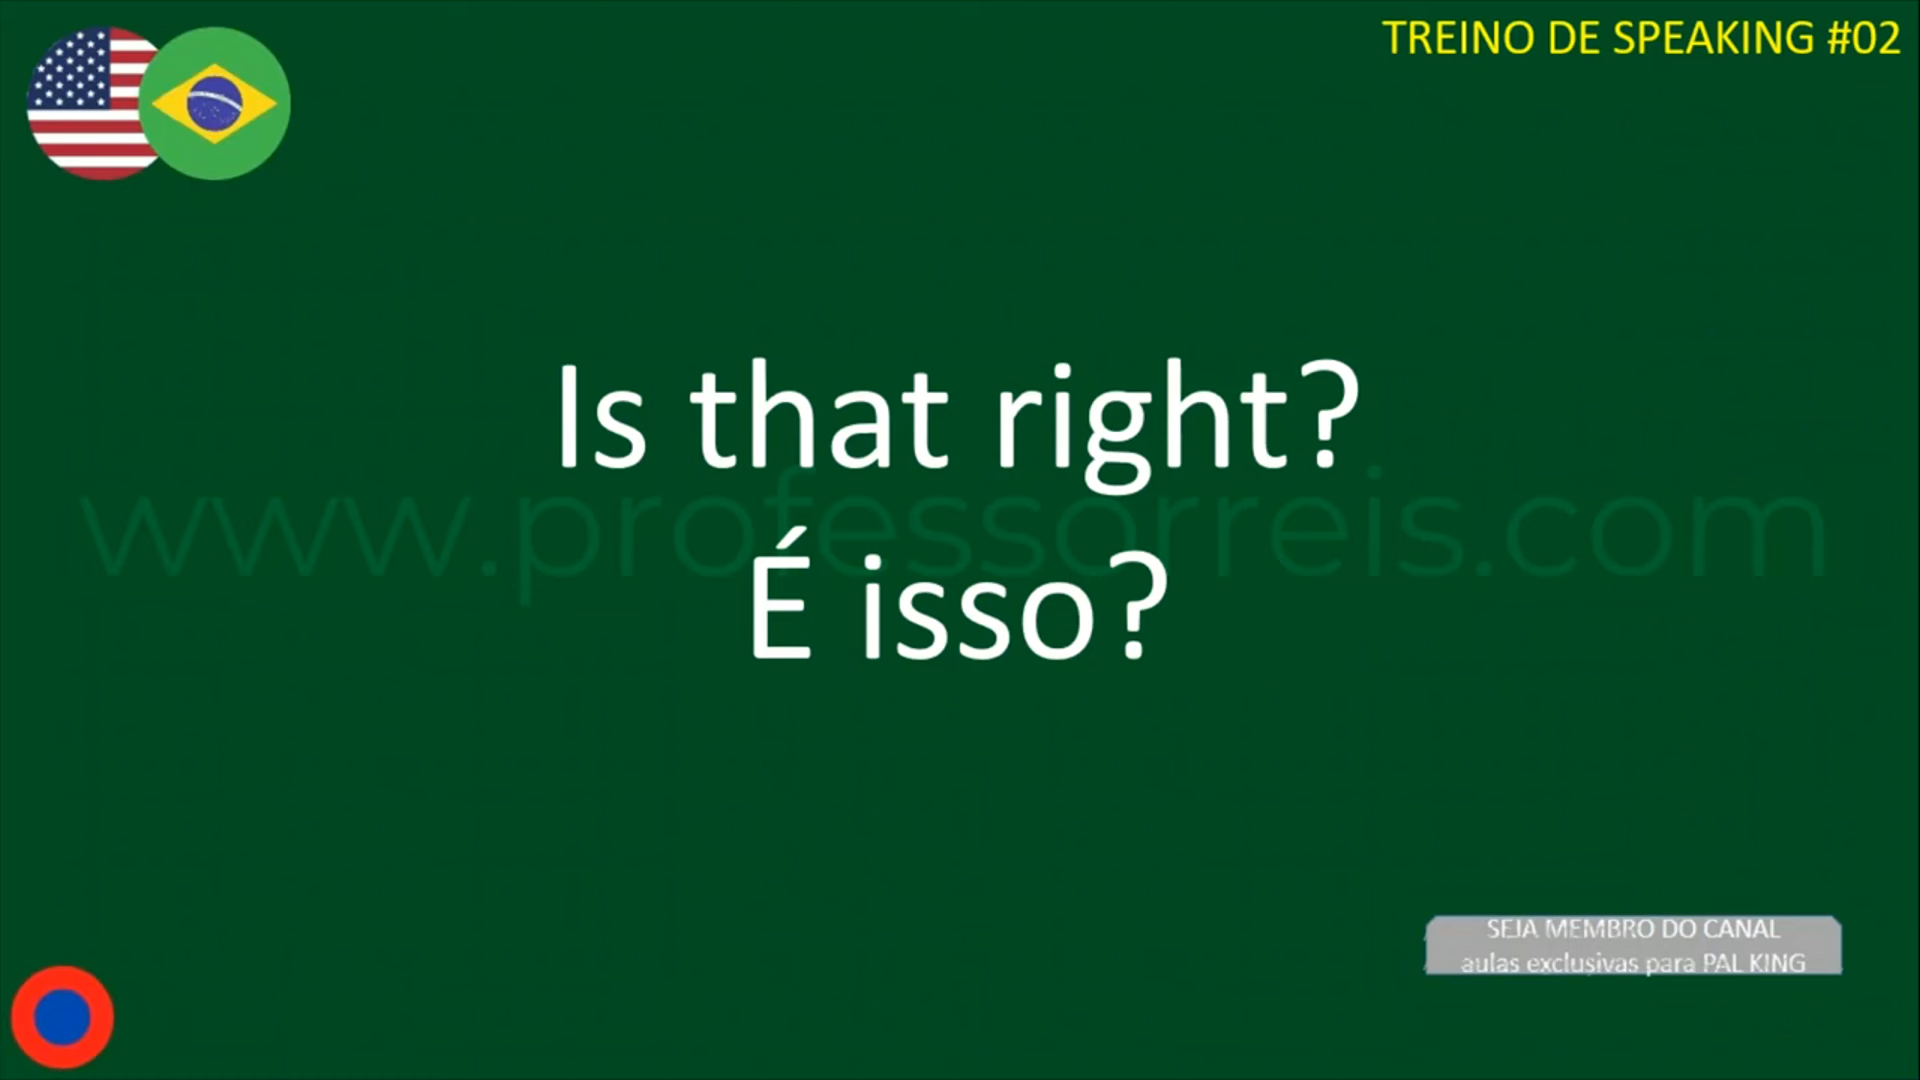 TREINO DE SPEAKING #02
Is that right?
www.professorreis.com
É isso?
SEJA MEMBRO DO CANAL
aulas exclusivas para PAL KING